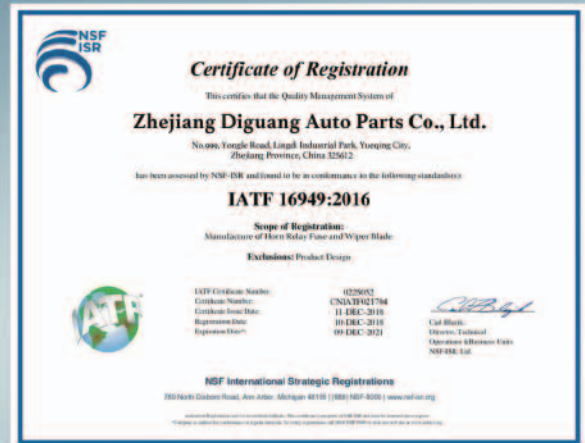 NSF
ISR
Certificate of Registration
This certifies that the Quality Management System of
Zhejiang Diguang Auto Parts Co., Ltd.
No.999, Yongle Road, Lingdi Industrial Park, Yueqing City,
Zhejiang Province, China 325612
has been assessed by NSF-ISR and found to be in conformance to the following standard(s):
IATF 16949:2016
Scope of Registration:
Manufacture of Horn Relay Fuse and Wiper Blade
Exclusions: Product Design
IATF
IATF Certificate Number: 0225052
Certificate Number: CNIATF021784
Certificate Issue Date: 11-DEC-2018
Registration Date: 10-DEC-2018
Expiration Date*: 09-DEC-2021
Carl Blazik,
Director, Technical
Operations & Business Units
NSF-ISR, Ltd.
NSF International Strategic Registrations
789 North Dixboro Road, Ann Arbor, Michigan 48105 | (888) NSF-9000 | www.nsf-isr.org